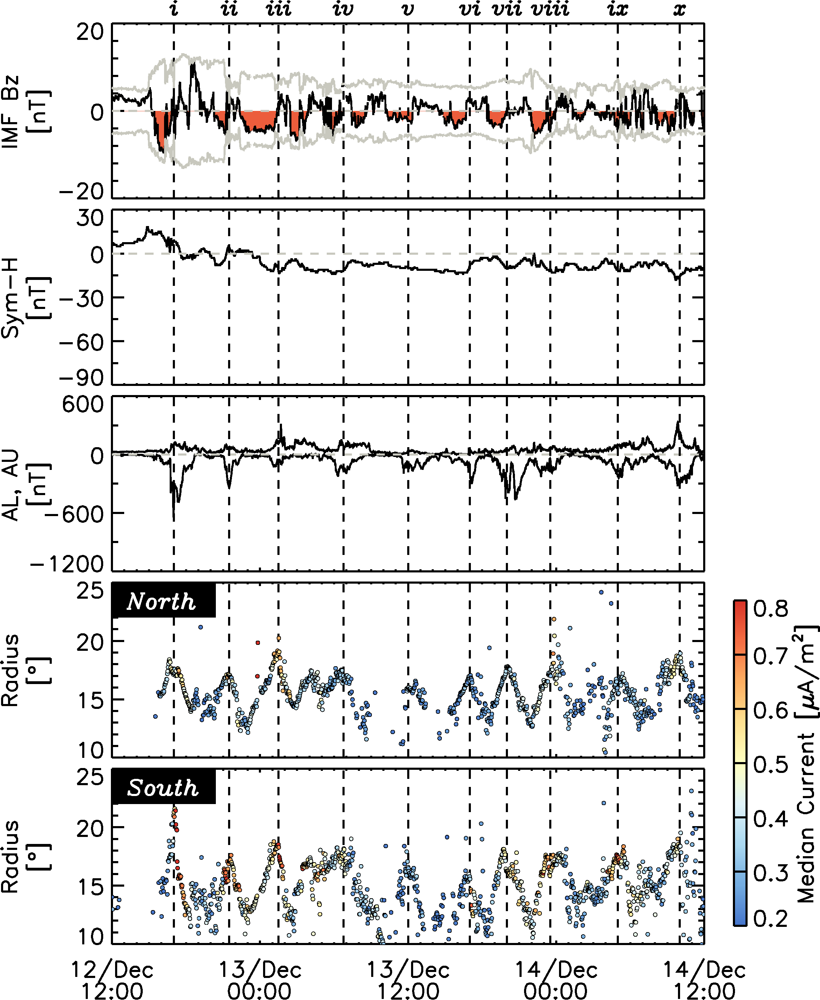 i ii iii iv v vi vii viii ix x
20
0
−20
IMF Bz
[nT]
30
0
−30
−60
−90
Sym−H
[nT]
600
0
−600
−1200
AL, AU
[nT]
North
25
20
15
10
Radius
[°]
South
25
20
15
10
Radius
[°]
0.8
0.7
0.6
0.5
0.4
0.3
0.2
Median Current [μA/m²]
12/Dec 13/Dec 13/Dec 14/Dec 14/Dec
12:00 00:00 12:00 00:00 12:00